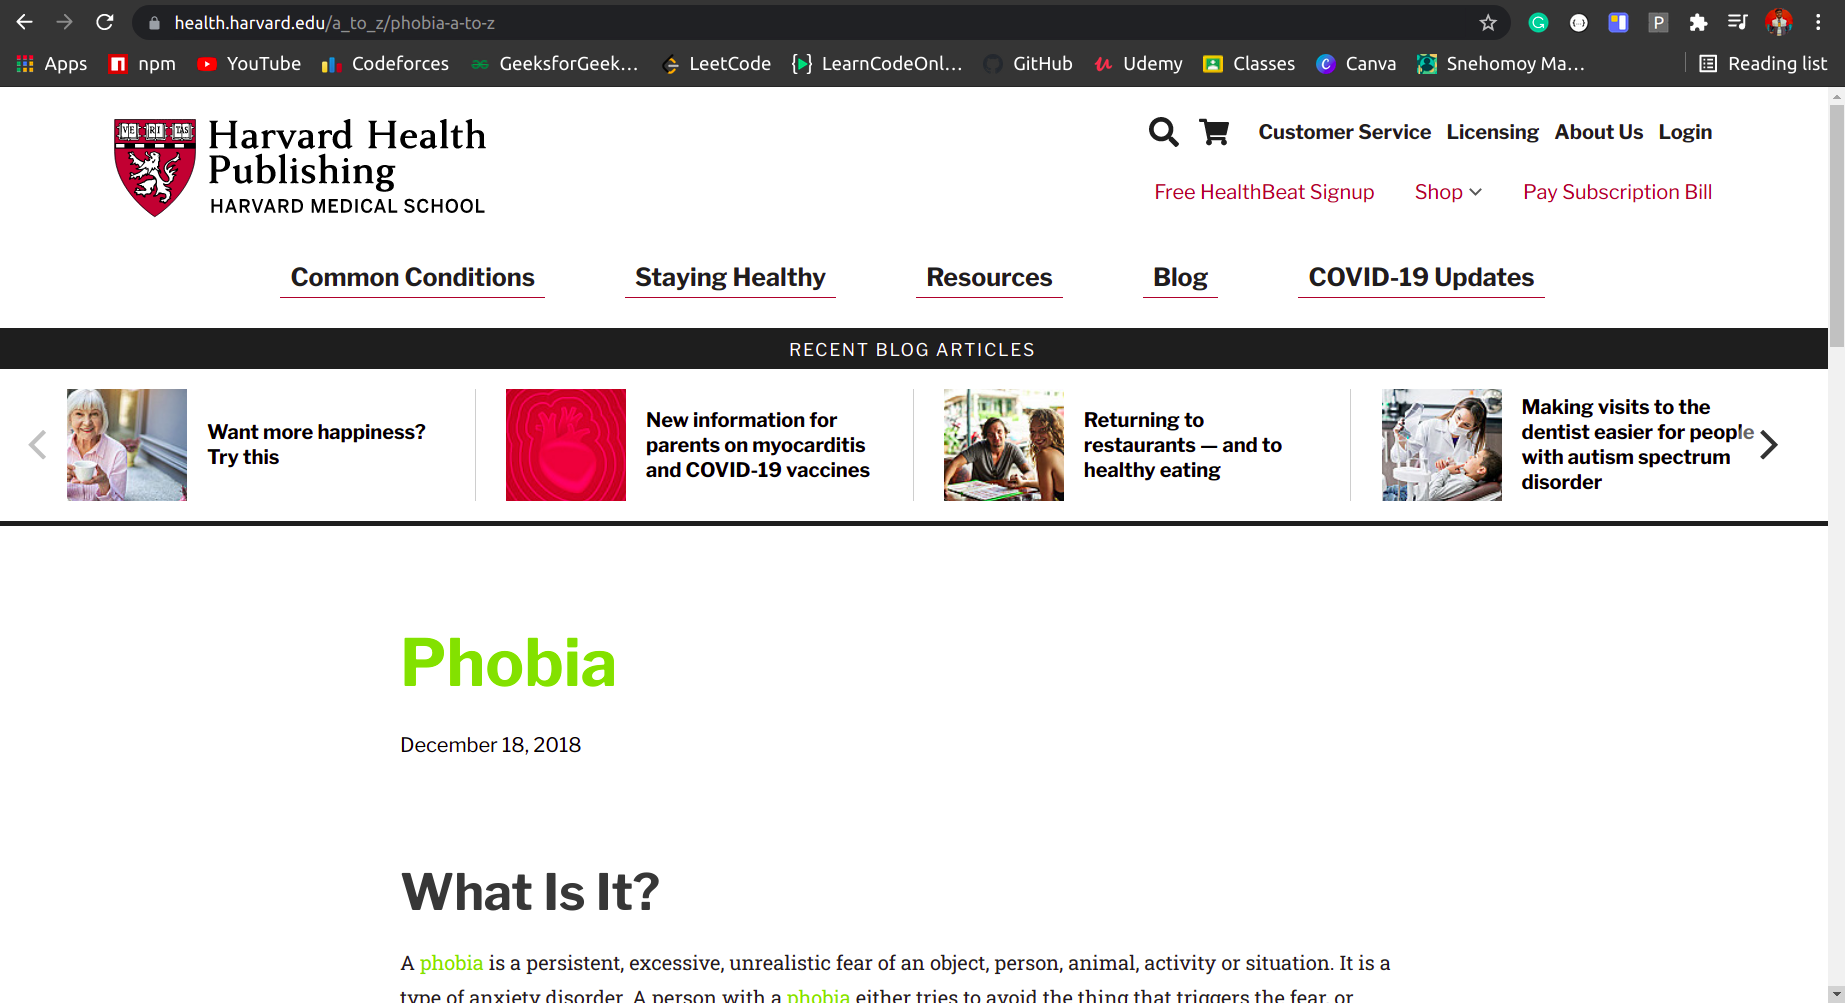 health.harvard.edu/a_to_z/phobia-a-to-z
P
Apps npm YouTube Codeforces GeeksforGeek... LeetCode LearnCodeOnl... GitHub Udemy Classes Canva Snehomoy Ma... Reading list
VE RI TAS
Harvard Health
Publishing
HARVARD MEDICAL SCHOOL
Customer Service Licensing About Us Login
Free HealthBeat Signup Shop Pay Subscription Bill
Common Conditions Staying Healthy Resources Blog COVID-19 Updates
RECENT BLOG ARTICLES
Want more happiness?
Try this
New information for
parents on myocarditis
and COVID-19 vaccines
Returning to
restaurants — and to
healthy eating
Making visits to the
dentist easier for people
with autism spectrum
disorder
Phobia
December 18, 2018
What Is It?
A phobia is a persistent, excessive, unrealistic fear of an object, person, animal, activity or situation. It is a
type of anxiety disorder. A person with a phobia either tries to avoid the thing that triggers the fear, or